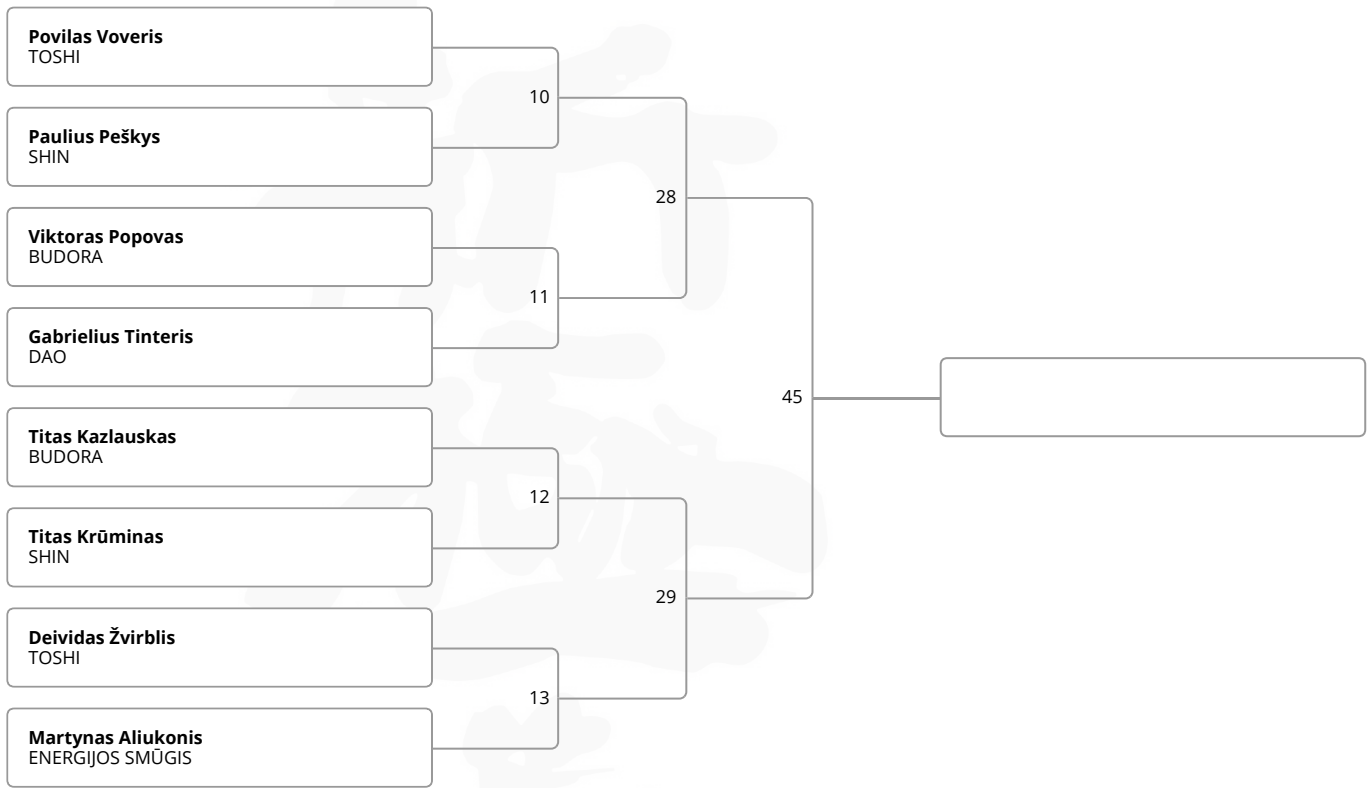 Povilas Voveris
TOSHI
10
Paulius Peškys
SHIN
28
Viktoras Popovas
BUDORA
11
Gabrielius Tinteris
DAO
45
Titas Kazlauskas
BUDORA
12
Titas Krūminas
SHIN
29
Deividas Žvirblis
TOSHI
13
Martynas Aliukonis
ENERGIJOS SMŪGIS